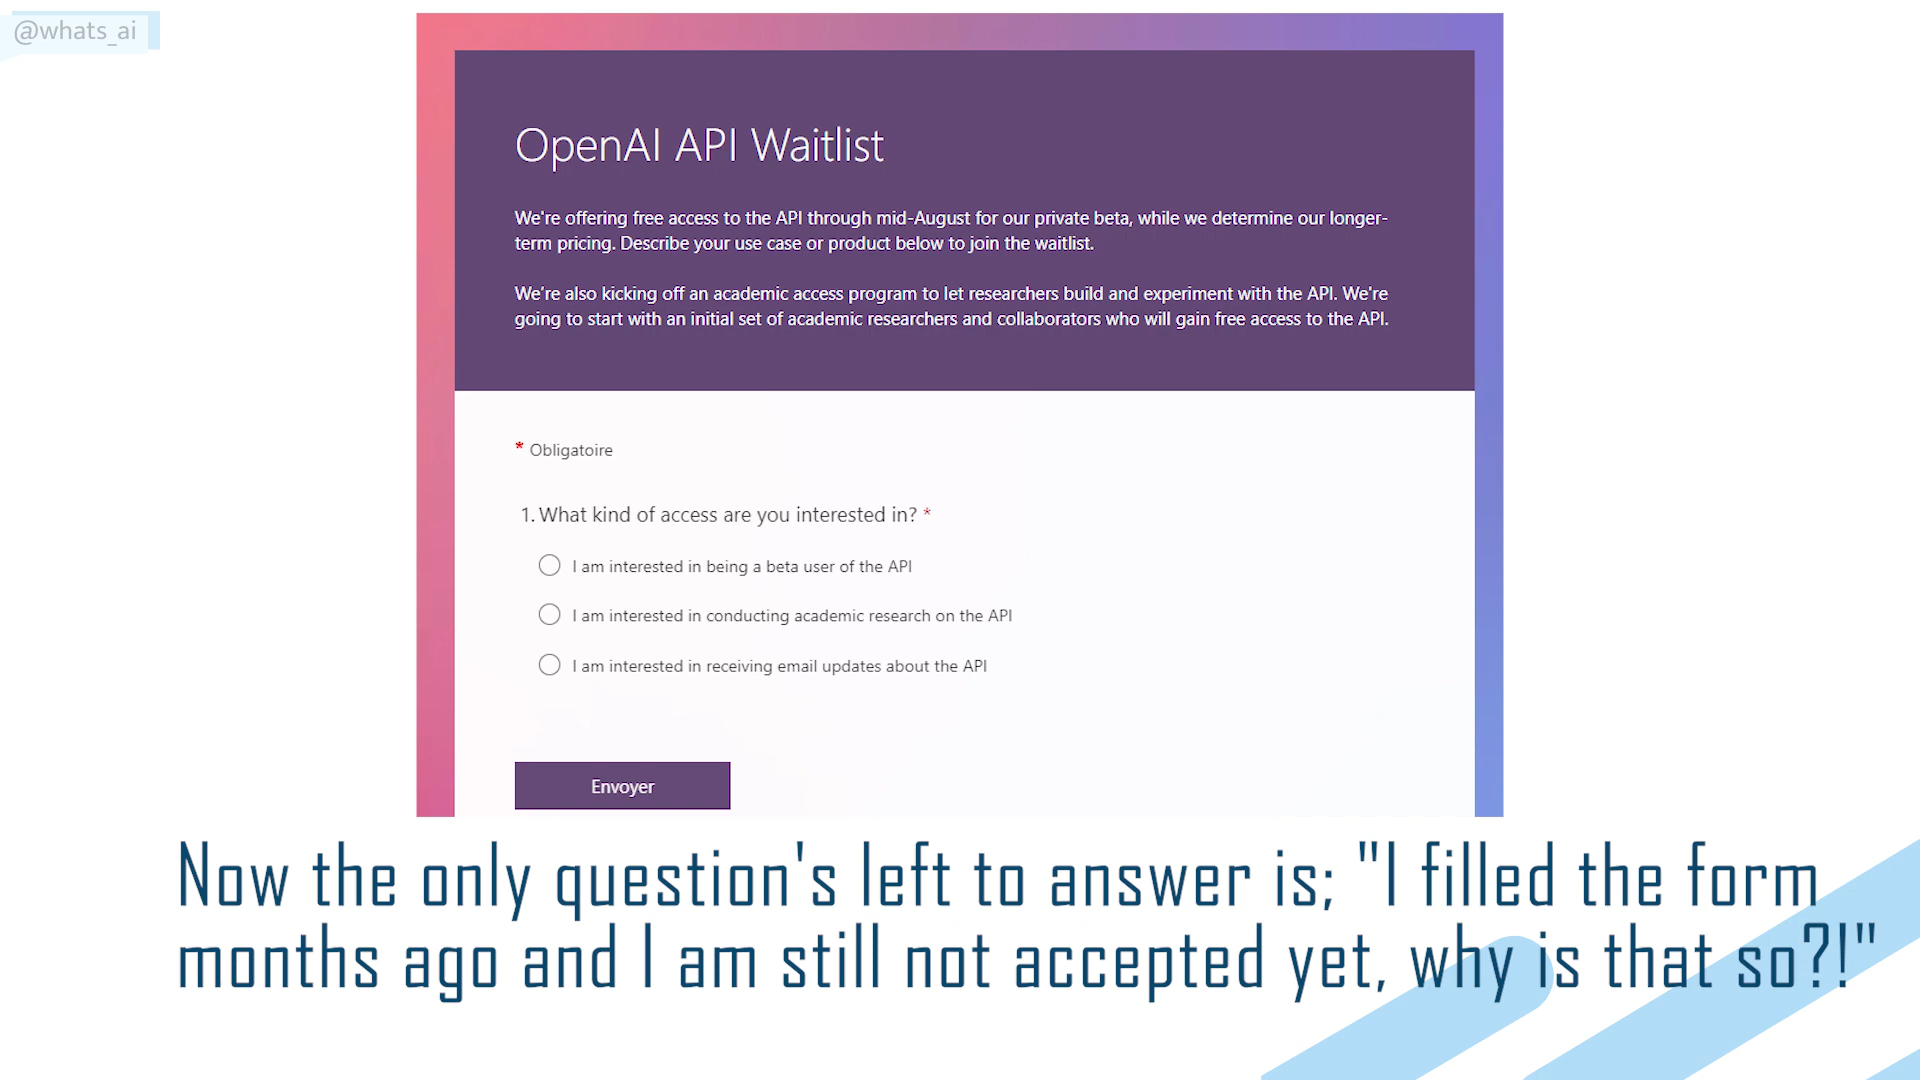 @whats_ai
OpenAI API Waitlist
We're offering free access to the API through mid-August for our private beta, while we determine our longer-
term pricing. Describe your use case or product below to join the waitlist.
We're also kicking off an academic access program to let researchers build and experiment with the API. We're
going to start with an initial set of academic researchers and collaborators who will gain free access to the API.
* Obligatoire
1. What kind of access are you interested in? *
I am interested in being a beta user of the API
I am interested in conducting academic research on the API
I am interested in receiving email updates about the API
Envoyer
Now the only question's left to answer is; "I filled the form
months ago and I am still not accepted yet, why is that so?!"